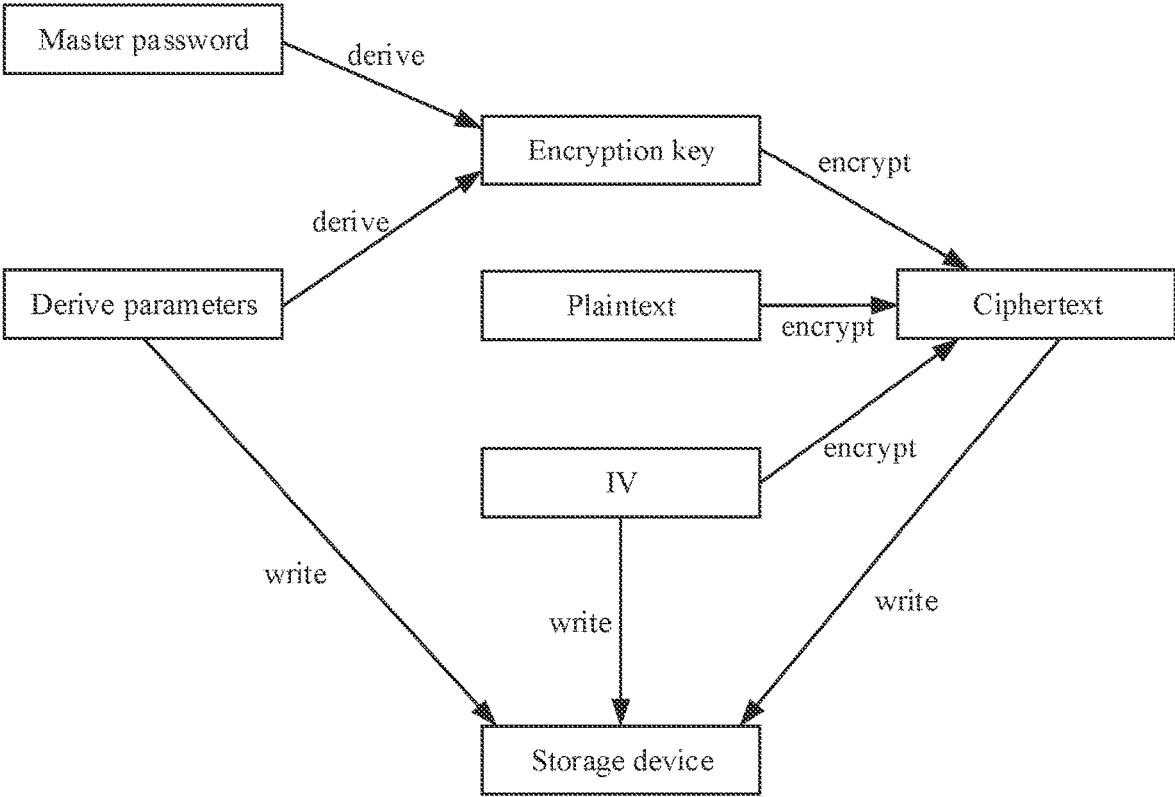 Master password
derive
Encryption key
encrypt
derive
Derive parameters
Plaintext
encrypt
Ciphertext
IV
encrypt
write
write
write
Storage device